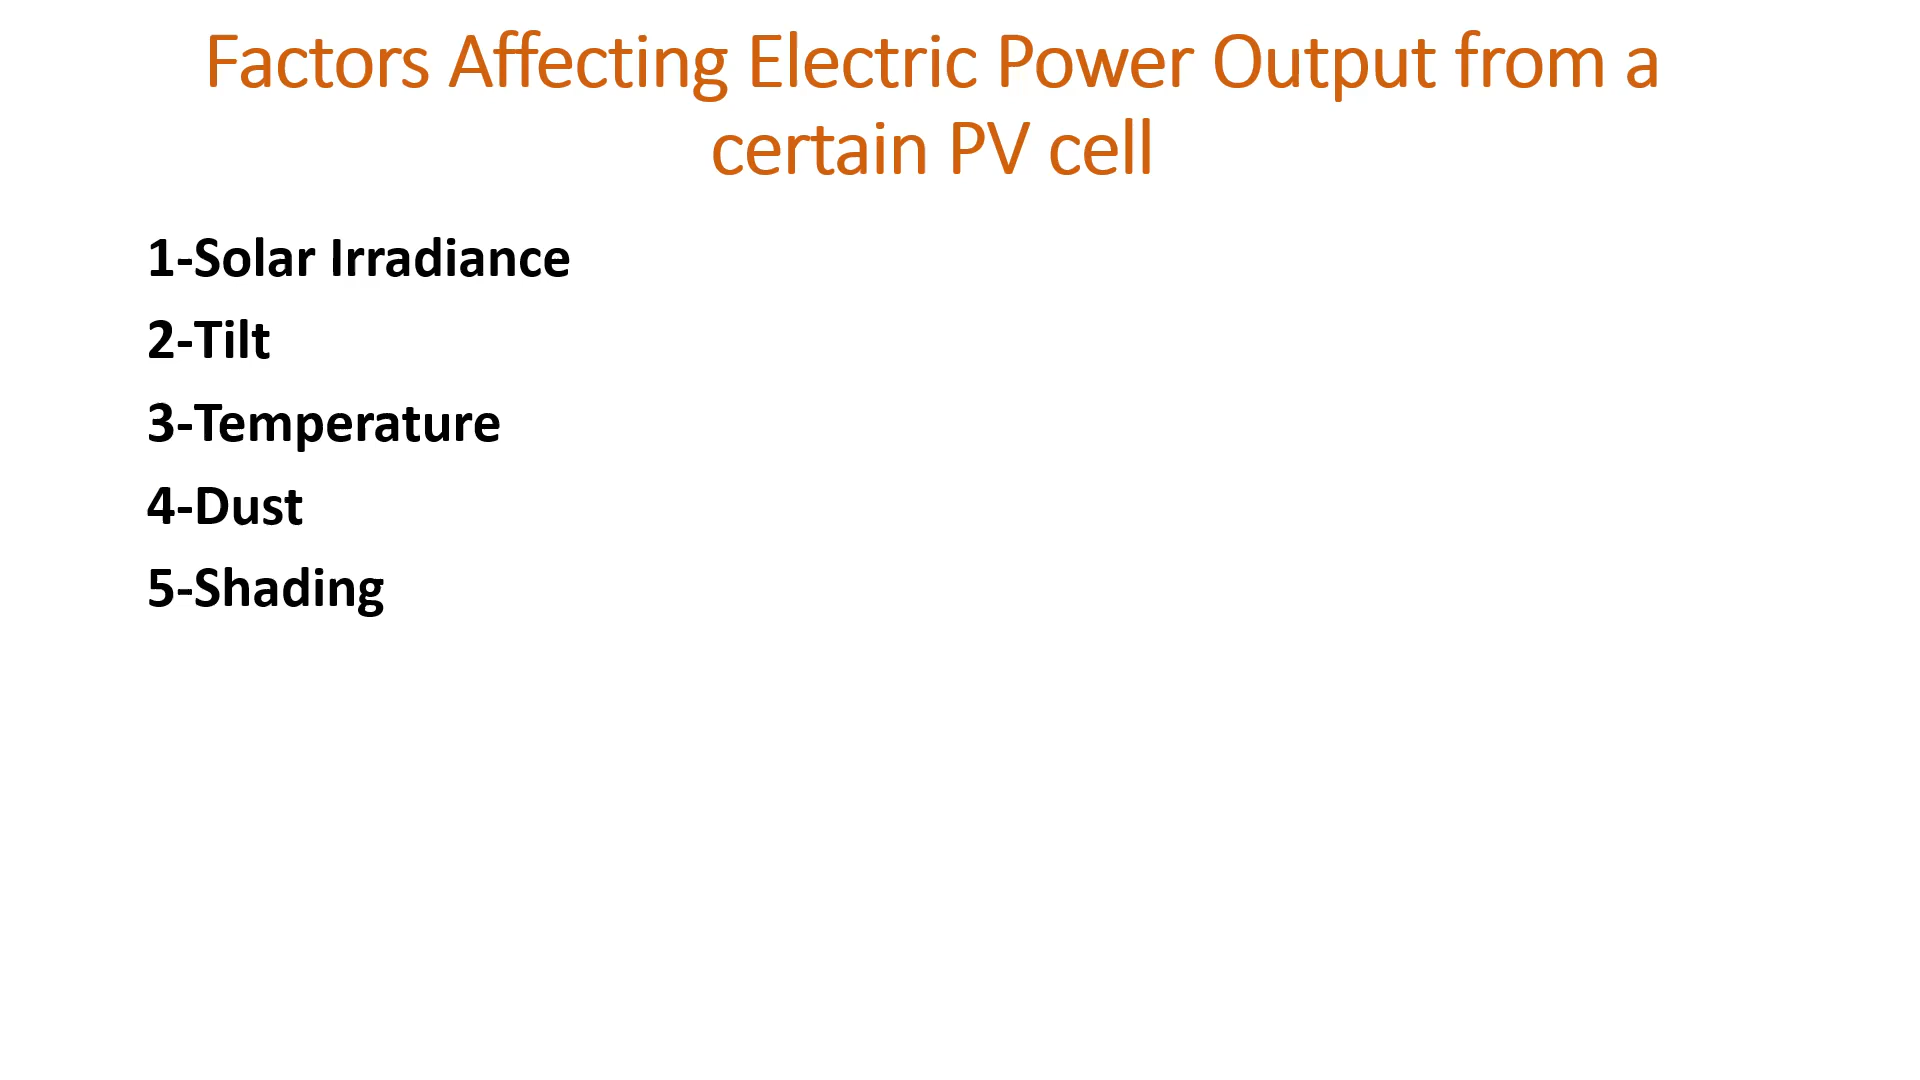 Factors Affecting Electric Power Output from a
certain PV cell
1-Solar Irradiance
2-Tilt
3-Temperature
4-Dust
5-Shading